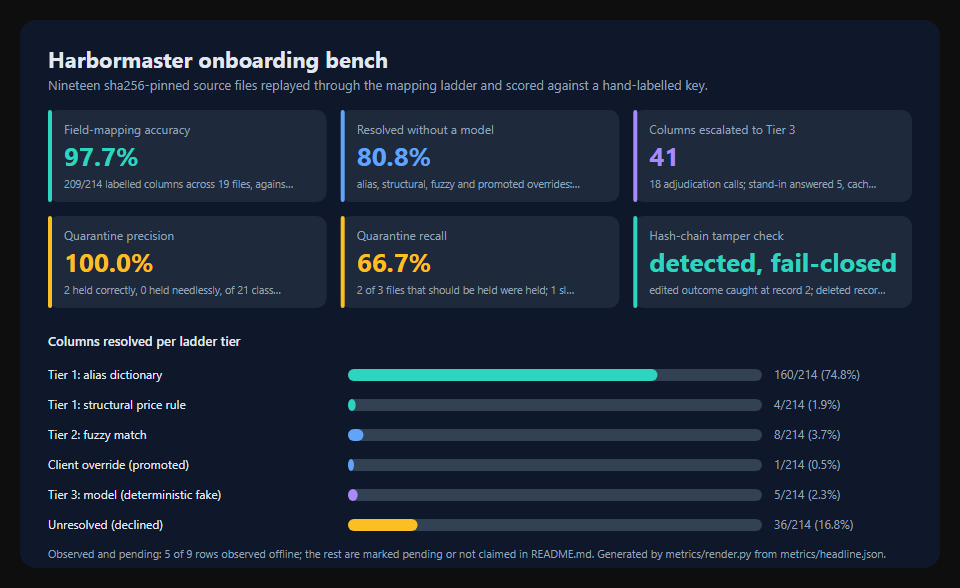 Harbormaster onboarding bench
Nineteen sha256-pinned source files replayed through the mapping ladder and scored against a hand-labelled key.
Field-mapping accuracy
97.7%
209/214 labelled columns across 19 files, agains...
Resolved without a model
80.8%
alias, structural, fuzzy and promoted overrides:...
Columns escalated to Tier 3
41
18 adjudication calls; stand-in answered 5, cach...
Quarantine precision
100.0%
2 held correctly, 0 held needlessly, of 21 class...
Quarantine recall
66.7%
2 of 3 files that should be held were held; 1 sl...
Hash-chain tamper check
detected, fail-closed
edited outcome caught at record 2; deleted recor...
Columns resolved per ladder tier
Tier 1: alias dictionary 160/214 (74.8%)
Tier 1: structural price rule 4/214 (1.9%)
Tier 2: fuzzy match 8/214 (3.7%)
Client override (promoted) 1/214 (0.5%)
Tier 3: model (deterministic fake) 5/214 (2.3%)
Unresolved (declined) 36/214 (16.8%)
Observed and pending: 5 of 9 rows observed offline; the rest are marked pending or not claimed in README.md. Generated by metrics/render.py from metrics/headline.json.